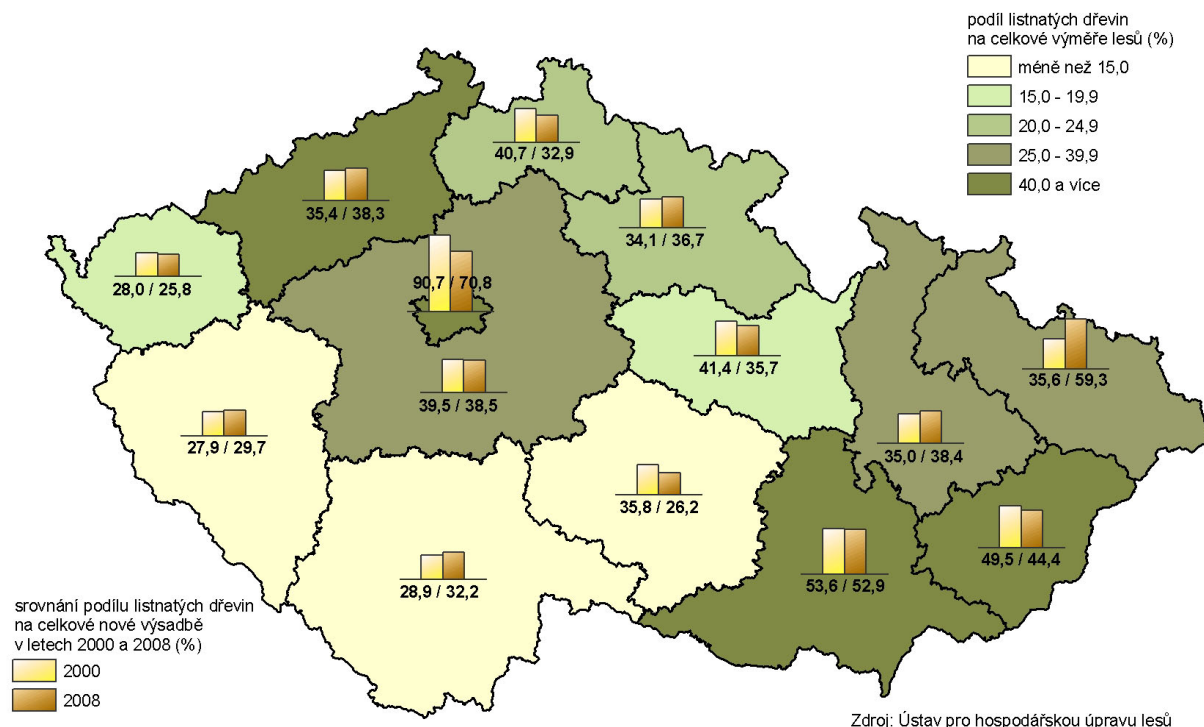 podíl listnatých dřevin
na celkové výměře lesů (%)
méně než 15,0
15,0 - 19,9
20,0 - 24,9
25,0 - 39,9
40,0 a více
40,7 / 32,9
35,4 / 38,3
34,1 / 36,7
28,0 / 25,8
90,7 / 70,8
41,4 / 35,7
35,6 / 59,3
39,5 / 38,5
27,9 / 29,7
35,0 / 38,4
35,8 / 26,2
49,5 / 44,4
53,6 / 52,9
28,9 / 32,2
srovnání podílu listnatých dřevin
na celkové nové výsadbě
v letech 2000 a 2008 (%)
2000
2008
Zdroj: Ústav pro hospodářskou úpravu lesů